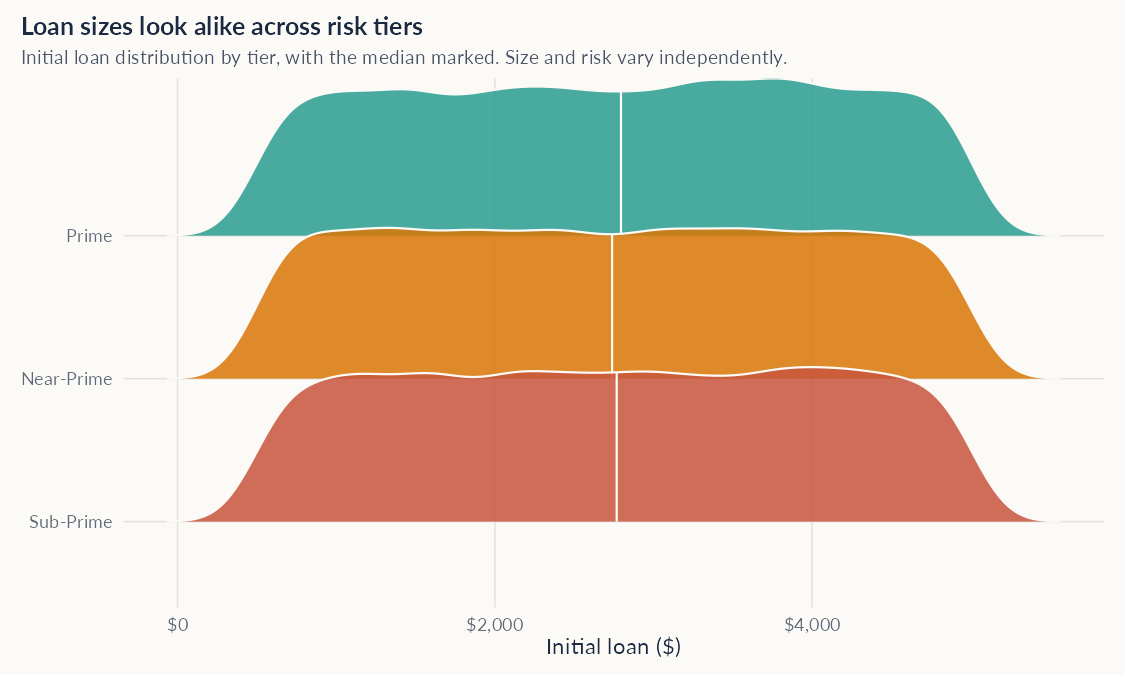 Loan sizes look alike across risk tiers
Initial loan distribution by tier, with the median marked. Size and risk vary independently.
Prime
Near-Prime
Sub-Prime
$0
$2,000
$4,000
Initial loan ($)